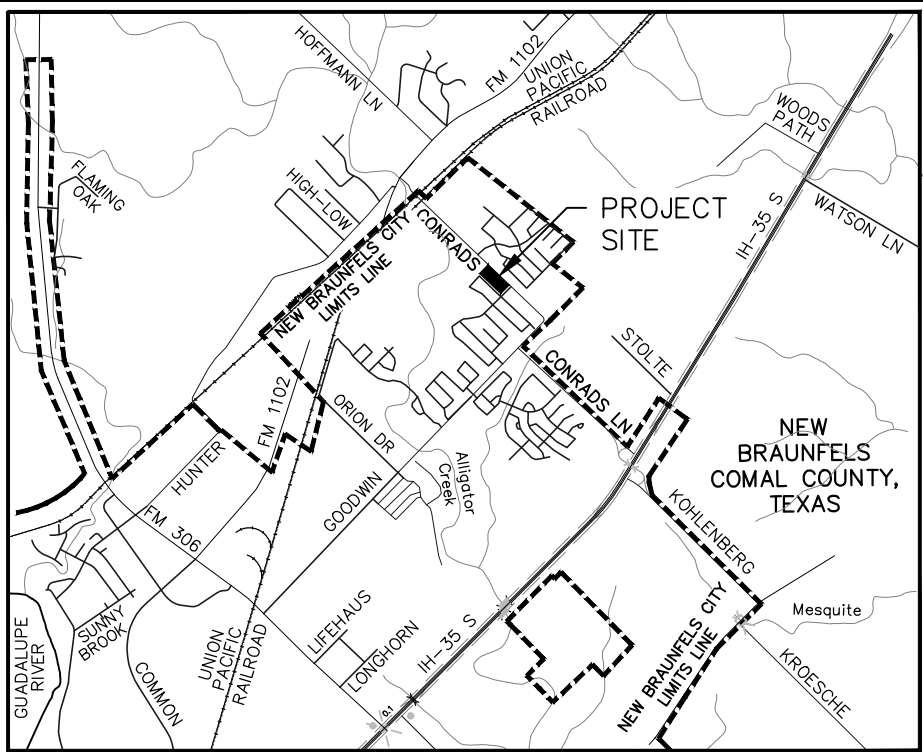 HOFFMANN LN
FM 1102
UNION
PACIFIC
RAILROAD
WOODS
PATH
FLAMING
OAK
HIGH-LOW
CONRADS
PROJECT
SITE
IH-35 S
WATSON LN
NEW BRAUNFELS CITY
LIMITS LINE
STOLTE
CONRADS LN
FM 1102
ORION DR
NEW
BRAUNFELS
COMAL COUNTY,
TEXAS
HUNTER
GOODWIN
Alligator
Creek
KOHLENBERG
FM 306
Mesquite
SUNNY
BROOK
LIFEHAUS
LONGHORN
IH-35 S
NEW BRAUNFELS CITY
LIMITS LINE
KROESCHE
GUADALUPE
RIVER
COMMON
UNION
PACIFIC
RAILROAD
0.1